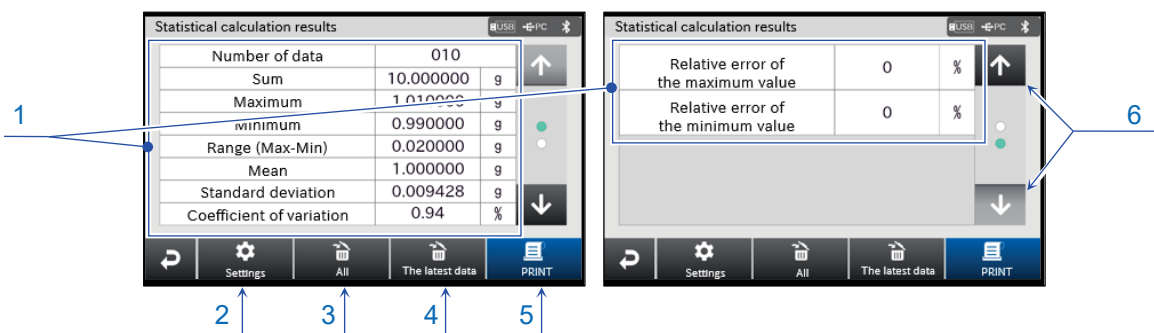 Statistical calculation results USB PC
Number of data 010
Sum 10.000000 g
Maximum 1.010000 g
Minimum 0.990000 g
Range (Max-Min) 0.020000 g
Mean 1.000000 g
Standard deviation 0.009428 g
Coefficient of variation 0.94 %
Settings All The latest data PRINT
Statistical calculation results USB PC
Relative error of
the maximum value 0 %
Relative error of
the minimum value 0 %
Settings All The latest data PRINT
1
6
2 3 4 5